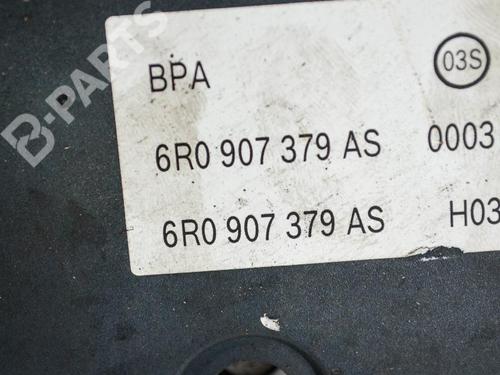 B-PARTS
BPA 03S
6R0 907 379 AS 0003
6R0 907 379 AS H03